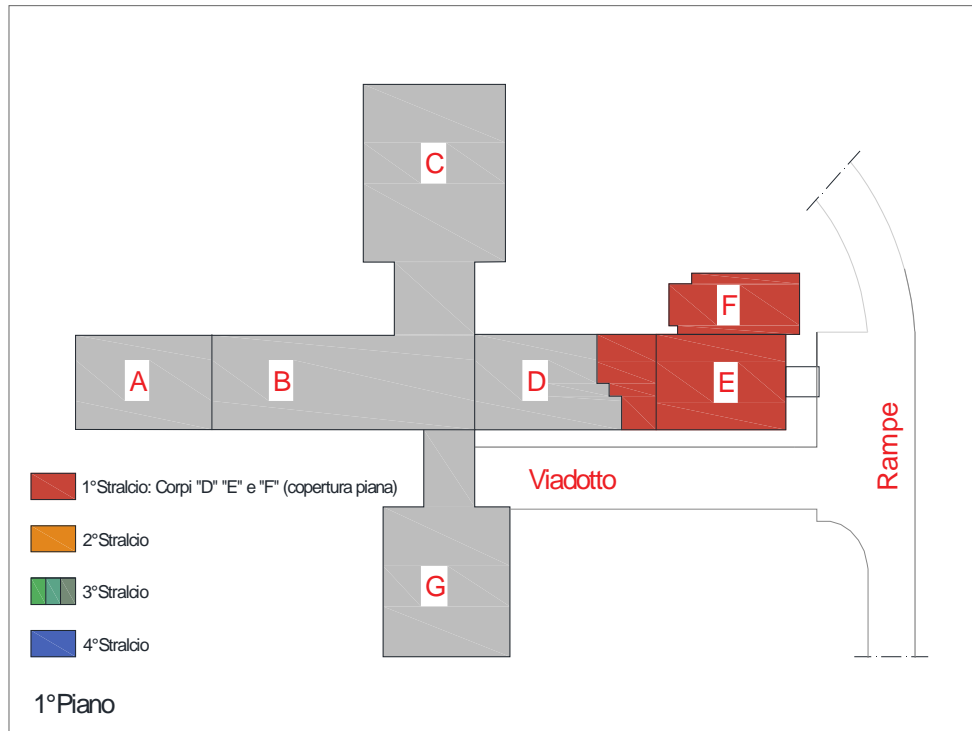 C
F
A
B
D
E
1°Stralcio: Corpi "D" "E" e "F" (copertura piana)
Viadotto
Rampe
2°Stralcio
3°Stralcio
G
4°Stralcio
1°Piano